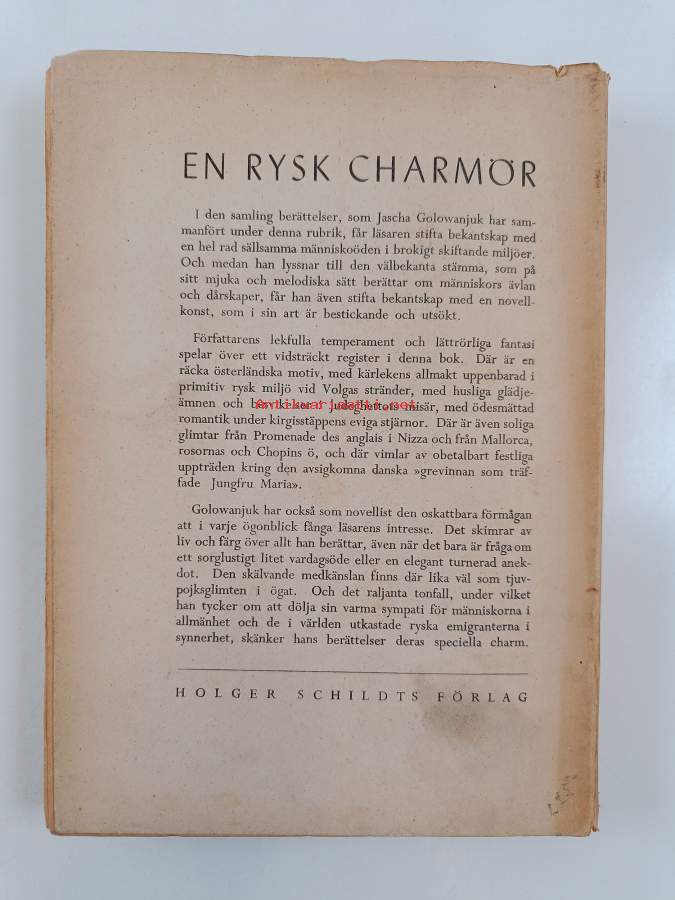 EN RYSK CHARMÖR
I den samling berättelser, som Jascha Golowanjuk har sam-
manfört under denna rubrik, får läsaren stifta bekantskap med
en hel rad sällsamma människoöden i brokigt skiftande miljöer.
Och medan han lyssnar till den välbekanta stämma, som på
sitt mjuka och melodiska sätt berättar om människors ävlan
och dårskaper, får han även stifta bekantskap med en novell-
konst, som i sin art är bestickande och utsökt.
Författarens lekfulla temperament och lättrörliga fantasi
spelar över ett vidsträckt register i denna bok. Där är en
räcka österländska motiv, med kärlekens allmakt uppenbarad i
primitiv rysk miljö vid Volgas stränder, med husliga glädje-
ämnen och besvikelser i judeghettots misär, med ödesmättad
romantik under kirgisstäppens eviga stjärnor. Där är även soliga
glimtar från Promenade des anglais i Nizza och från Mallorca,
rosornas och Chopins ö, och där vimlar av obetalbart festliga
uppträden kring den avsigkomna danska »grevinnan som träf-
fade Jungfru Maria».
Golowanjuk har också som novellist den oskattbara förmågan
att i varje ögonblick fånga läsarens intresse. Det skimrar av
liv och färg över allt han berättar, även när det bara är fråga om
ett sorglustigt litet vardagsöde eller en elegant turnerad anek-
dot. Den skälvande medkänslan finns där lika väl som tjuv-
pojksglimten i ögat. Och det raljanta tonfall, under vilket
han tycker om att dölja sin varma sympati för människorna i
allmänhet och de i världen utkastade ryska emigranterna i
synnerhet, skänker hans berättelser deras speciella charm.
HOLGER SCHILDTS FÖRLAG